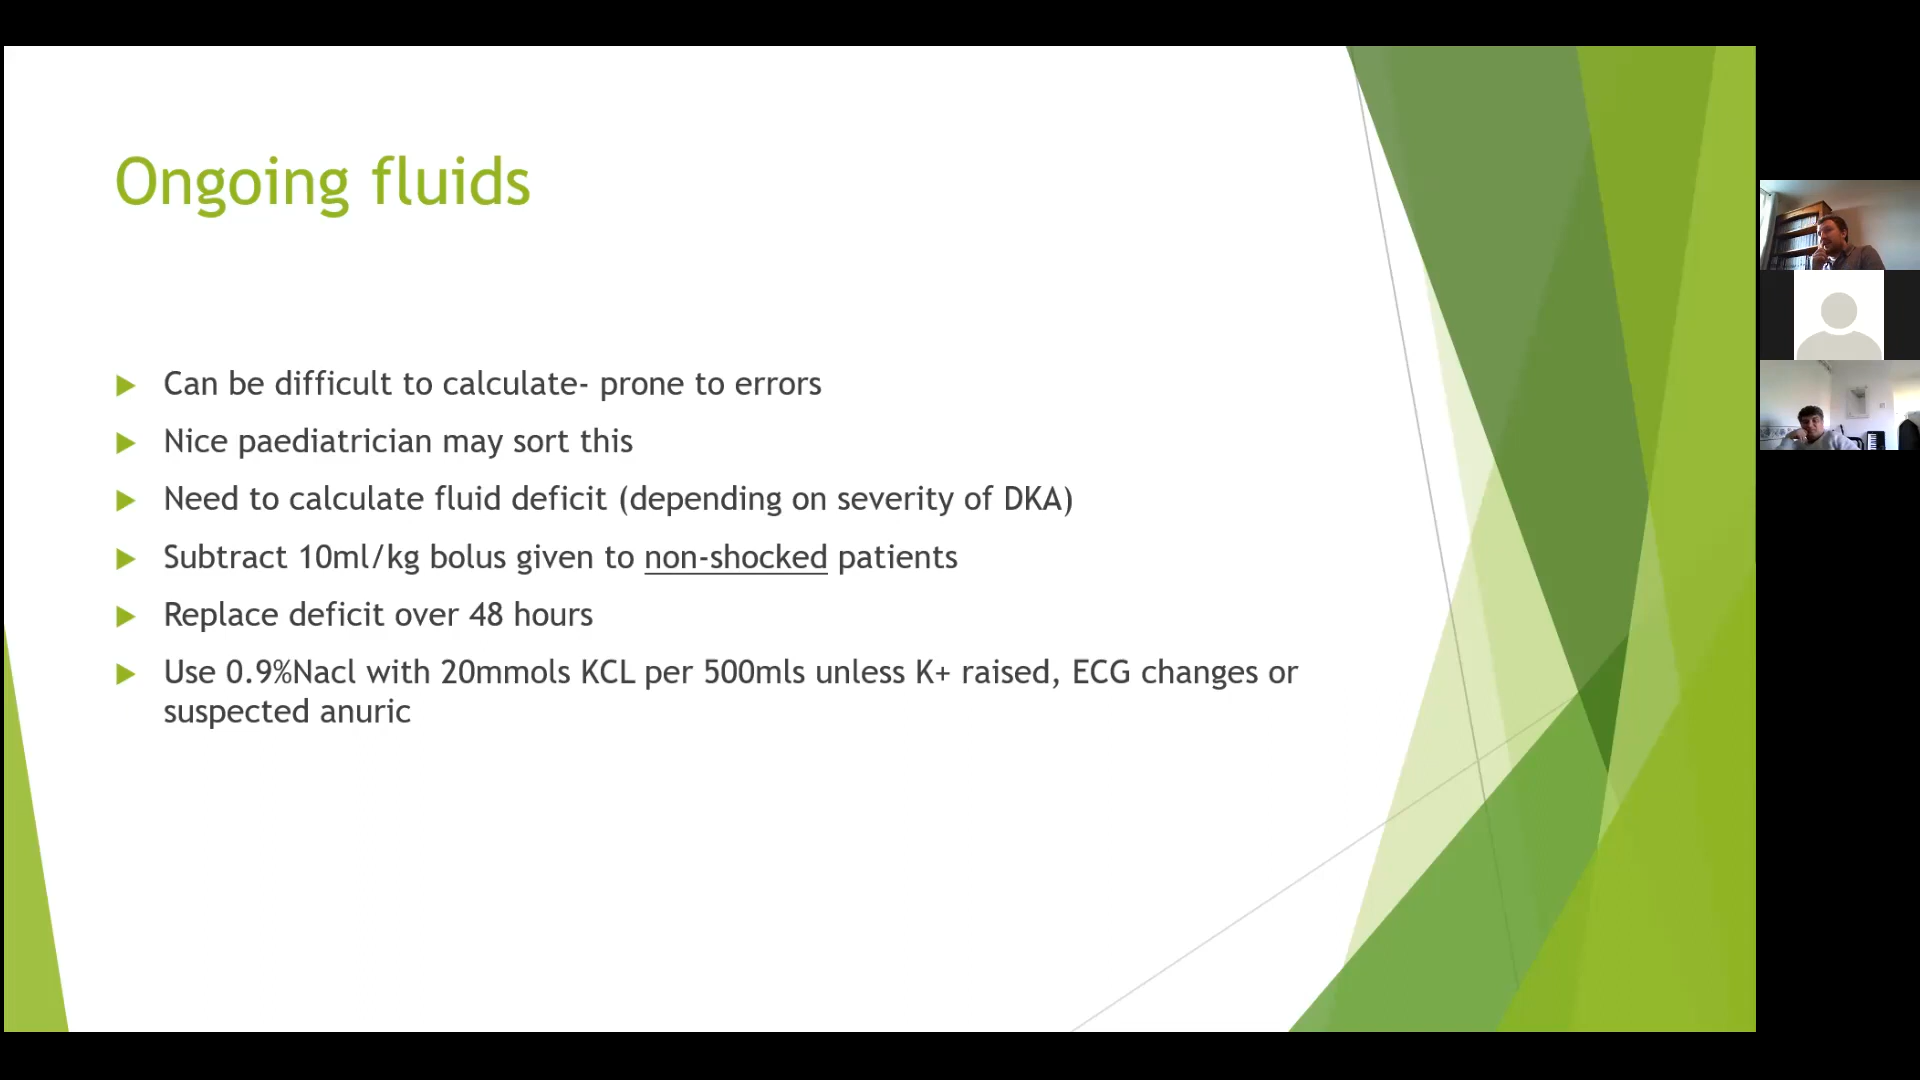 Ongoing fluids
Can be difficult to calculate- prone to errors
Nice paediatrician may sort this
Need to calculate fluid deficit (depending on severity of DKA)
Subtract 10ml/kg bolus given to non-shocked patients
Replace deficit over 48 hours
Use 0.9%Nacl with 20mmols KCL per 500mls unless K+ raised, ECG changes or
suspected anuric